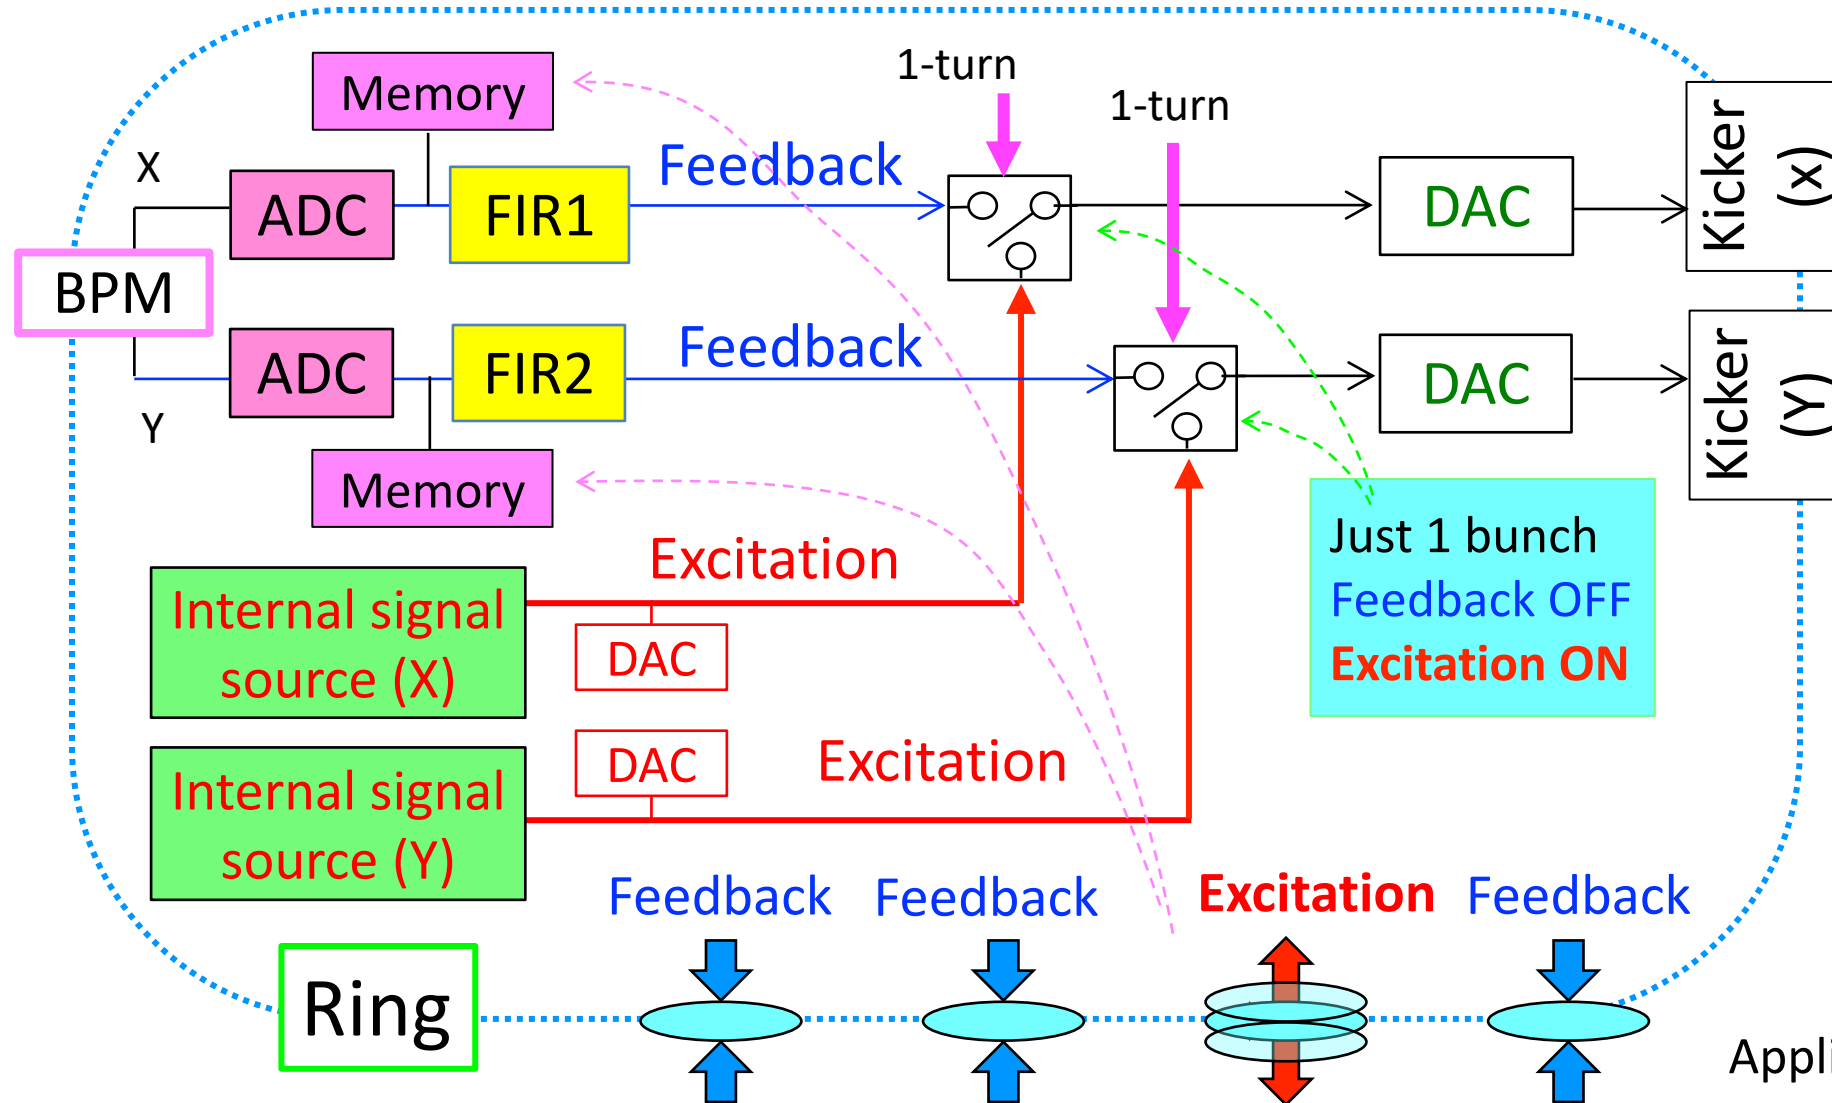 Memory
1-turn
1-turn
X
ADC
FIR1
Feedback
DAC
Kicker
(x)
BPM
ADC
FIR2
Feedback
DAC
Kicker
(Y)
Y
Memory
Just 1 bunch
Feedback OFF
Excitation ON
Excitation
Internal signal
source (X)
DAC
DAC
Excitation
Internal signal
source (Y)
Feedback
Feedback
Excitation
Feedback
Ring
Appli